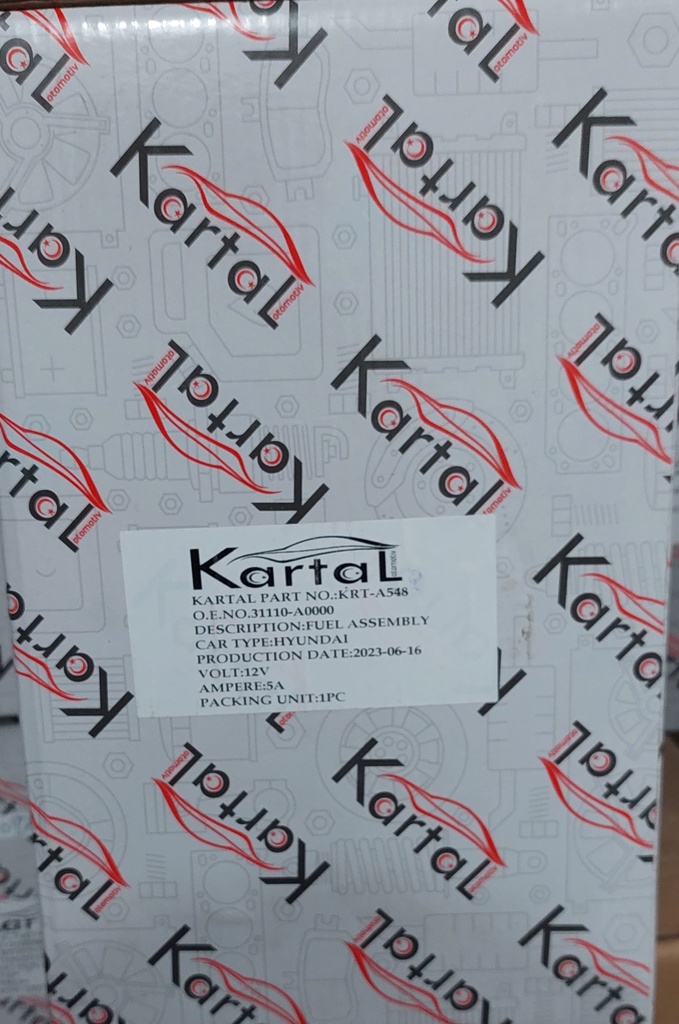 Kartal
otomotiv
KARTAL PART NO.:KRT-A548
O.E.NO.31110-A0000
DESCRIPTION:FUEL ASSEMBLY
CAR TYPE:HYUNDAI
PRODUCTION DATE:2023-06-16
VOLT:12V
AMPERE:5A
PACKING UNIT:1PC